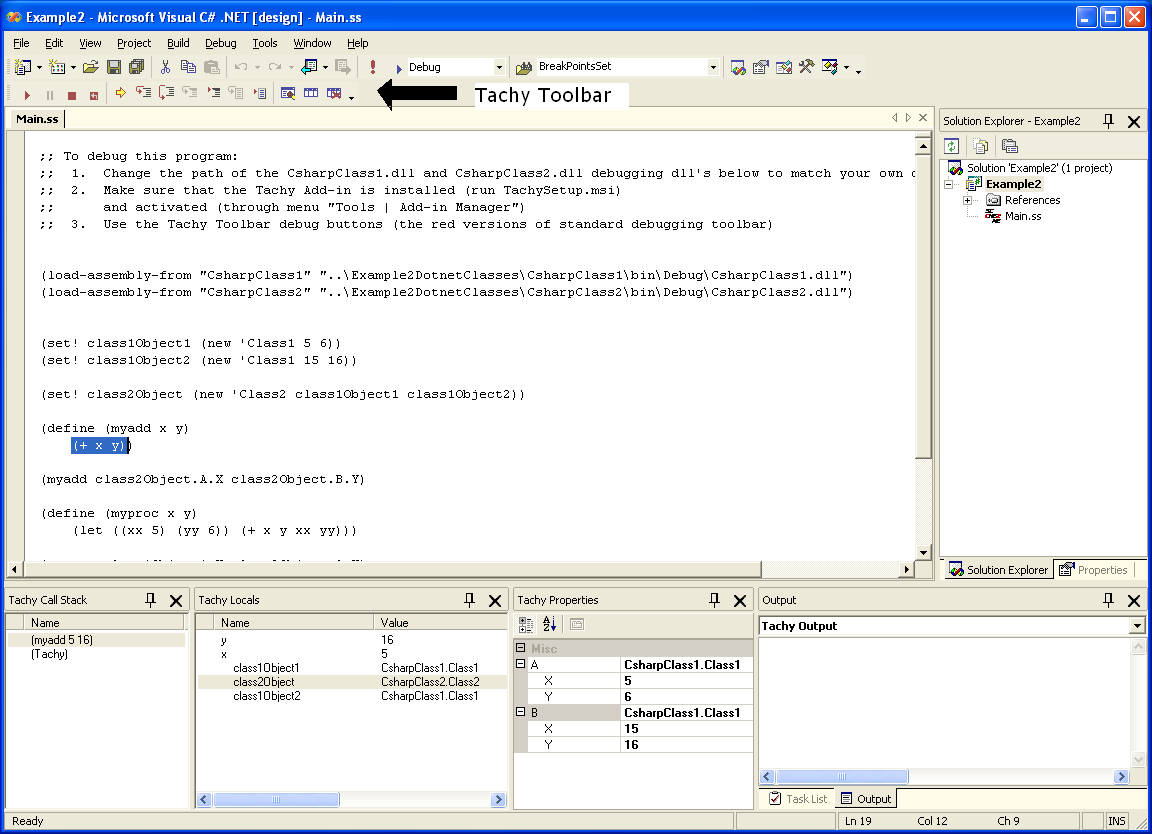 Example2 - Microsoft Visual C# .NET [design] - Main.ss
File Edit View Project Build Debug Tools Window Help
Debug BreakPointsSet
Tachy Toolbar
Main.ss
;; To debug this program:
;; 1. Change the path of the CsharpClass1.dll and CsharpClass2.dll debugging dll's below to match your own
;; 2. Make sure that the Tachy Add-in is installed (run TachySetup.msi)
;; and activated (through menu "Tools | Add-in Manager")
;; 3. Use the Tachy Toolbar debug buttons (the red versions of standard debugging toolbar)
(load-assembly-from "CsharpClass1" "..\Example2DotnetClasses\CsharpClass1\bin\Debug\CsharpClass1.dll")
(load-assembly-from "CsharpClass2" "..\Example2DotnetClasses\CsharpClass2\bin\Debug\CsharpClass2.dll")
(set! class1Object1 (new 'Class1 5 6))
(set! class1Object2 (new 'Class1 15 16))
(set! class2Object (new 'Class2 class1Object1 class1Object2))
(define (myadd x y)
(+ x y))
(myadd class2Object.A.X class2Object.B.Y)
(define (myproc x y)
(let ((xx 5) (yy 6)) (+ x y xx yy)))
Solution Explorer - Example2
Solution 'Example2' (1 project)
Example2
References
Main.ss
Solution Explorer Properties
Tachy Call Stack
Name
(myadd 5 16)
(Tachy)
Tachy Locals
Name Value
y 16
x 5
class1Object1 CsharpClass1.Class1
class2Object CsharpClass2.Class2
class1Object2 CsharpClass1.Class1
Tachy Properties
Misc
A CsharpClass1.Class1
X 5
Y 6
B CsharpClass1.Class1
X 15
Y 16
Output
Tachy Output
Task List Output
Ready Ln 19 Col 12 Ch 9 INS